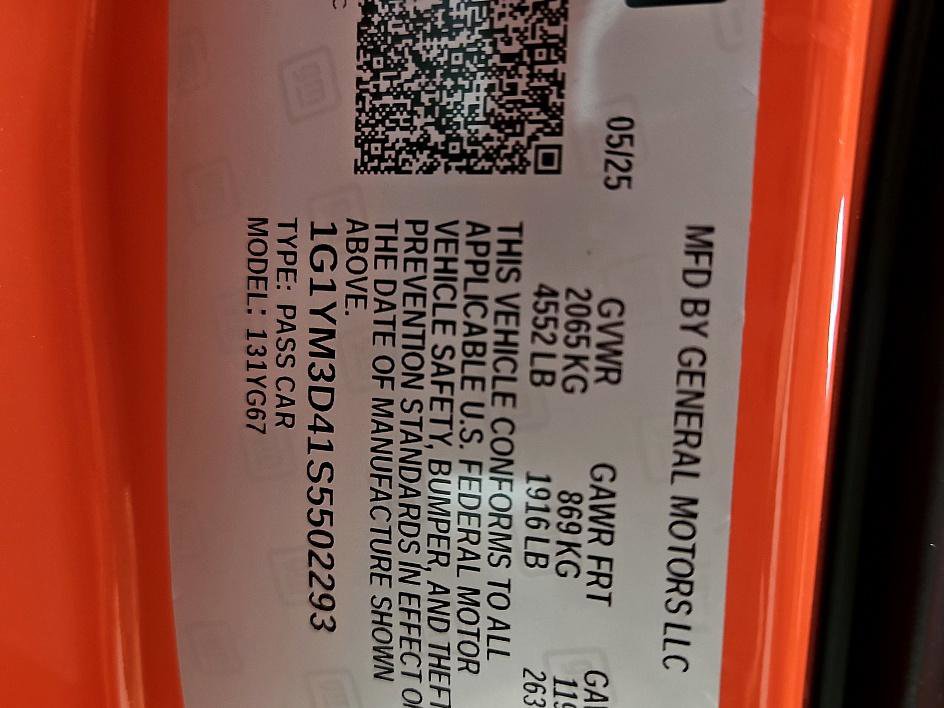 MFD BY GENERAL MOTORS LLC
05/25 GVWR GAWR FRT
2065 KG 869 KG
4552 LB 1916 LB
THIS VEHICLE CONFORMS TO ALL
APPLICABLE U.S. FEDERAL MOTOR
VEHICLE SAFETY, BUMPER, AND THEFT
PREVENTION STANDARDS IN EFFECT
THE DATE OF MANUFACTURE SHOWN
ABOVE.
1G1YM3D41S5502293
TYPE: PASS CAR
MODEL: 131YG67
gm